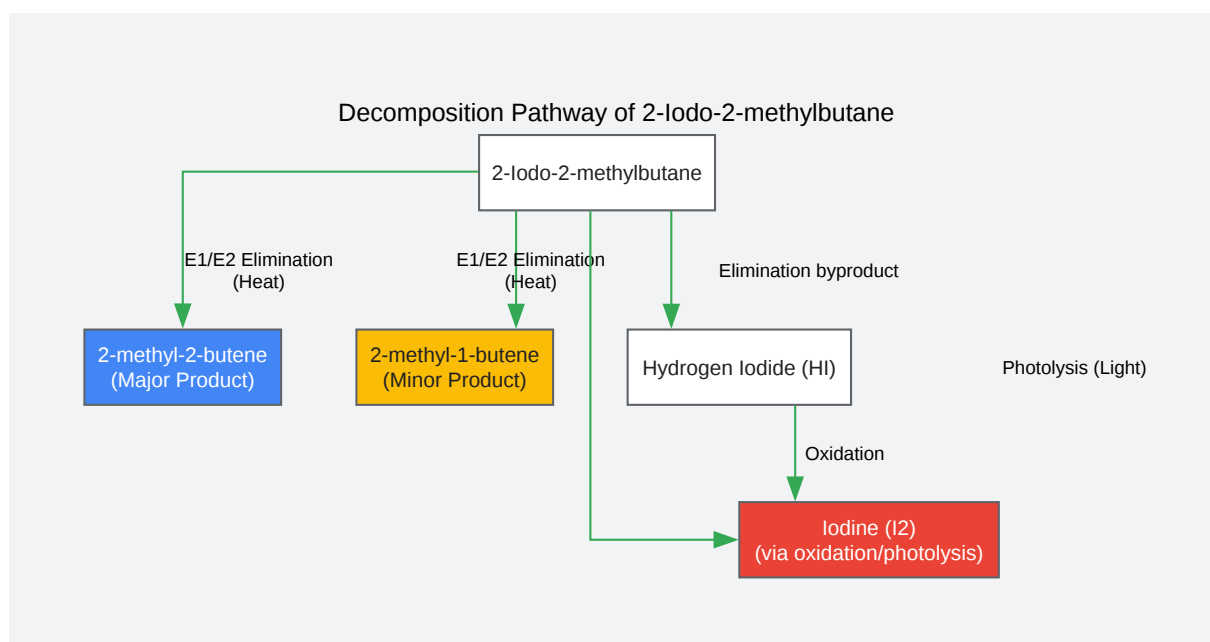 Decomposition Pathway of 2-Iodo-2-methylbutane
2-Iodo-2-methylbutane
E1/E2 Elimination
(Heat)
E1/E2 Elimination
(Heat)
Elimination byproduct
2-methyl-2-butene
(Major Product)
2-methyl-1-butene
(Minor Product)
Hydrogen Iodide (HI)
Photolysis (Light)
Oxidation
Iodine (I2)
(via oxidation/photolysis)